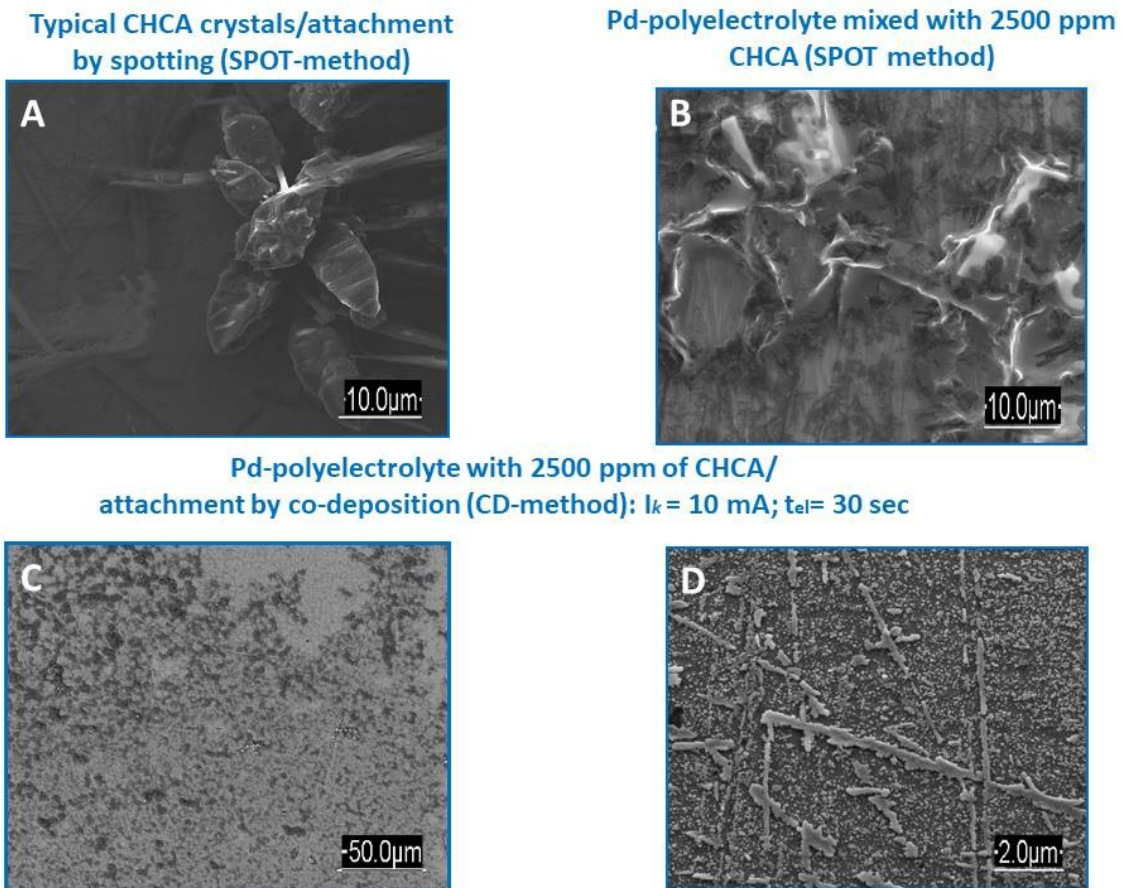 Typical CHCA crystals/attachment
by spotting (SPOT-method)
Pd-polyelectrolyte mixed with 2500 ppm
CHCA (SPOT method)
A
10.0µm
B
10.0µm
Pd-polyelectrolyte with 2500 ppm of CHCA/
attachment by co-deposition (CD-method): Ik = 10 mA; tel= 30 sec
C
50.0µm
D
2.0µm